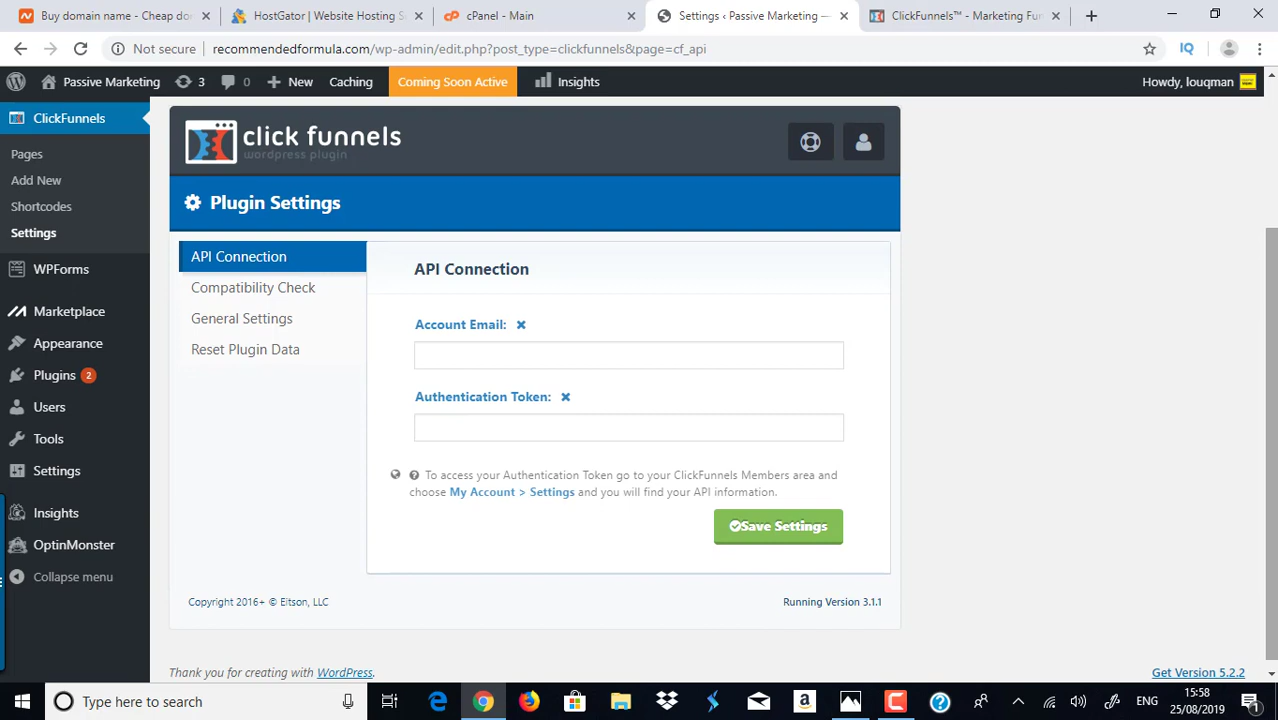 Buy domain name - Cheap do
HostGator | Website Hosting S
cPanel - Main
Settings ‹ Passive Marketing —
ClickFunnels™ - Marketing Fun
Not secure
recommendedformula.com/wp-admin/edit.php?post_type=clickfunnels&page=cf_api
IQ
Passive Marketing
3
0
New
Caching
Coming Soon Active
Insights
Howdy, louqman
ClickFunnels
Pages
Add New
Shortcodes
Settings
WPForms
Marketplace
Appearance
Plugins 2
Users
Tools
Settings
Insights
OptinMonster
Collapse menu
click funnels
wordpress plugin
Plugin Settings
API Connection
Compatibility Check
General Settings
Reset Plugin Data
API Connection
Account Email:
Authentication Token:
To access your Authentication Token go to your ClickFunnels Members area and
choose My Account > Settings and you will find your API information.
Save Settings
Copyright 2016+ © Eitson, LLC
Running Version 3.1.1
Thank you for creating with WordPress.
Get Version 5.2.2
Type here to search
ENG
15:58
25/08/2019
1